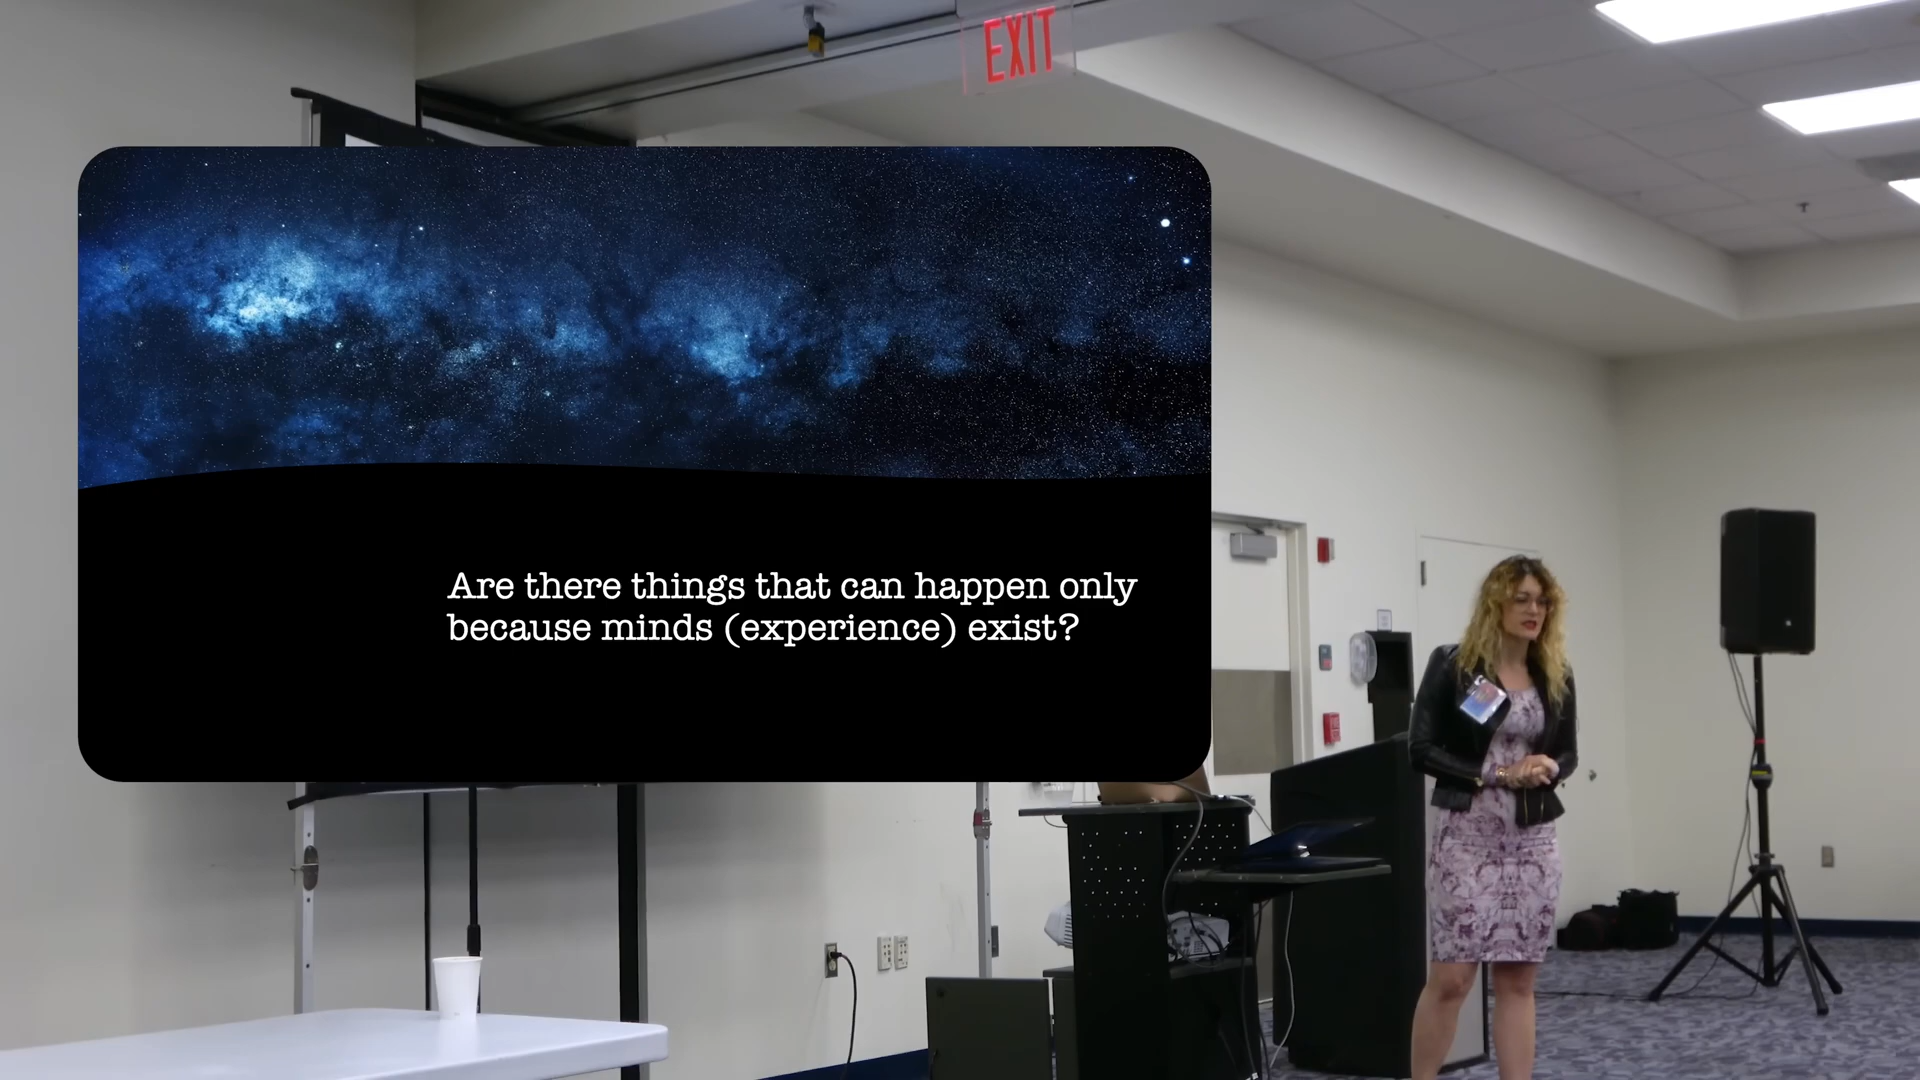 EXIT
Are there things that can happen only
because minds (experience) exist?